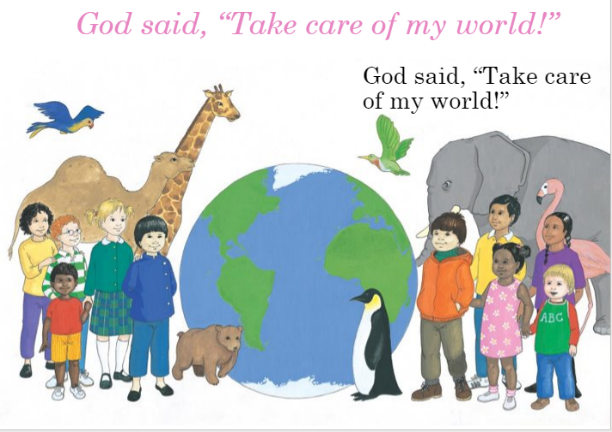 God said, “Take care of my world!”
God said, “Take care
of my world!”
ABC